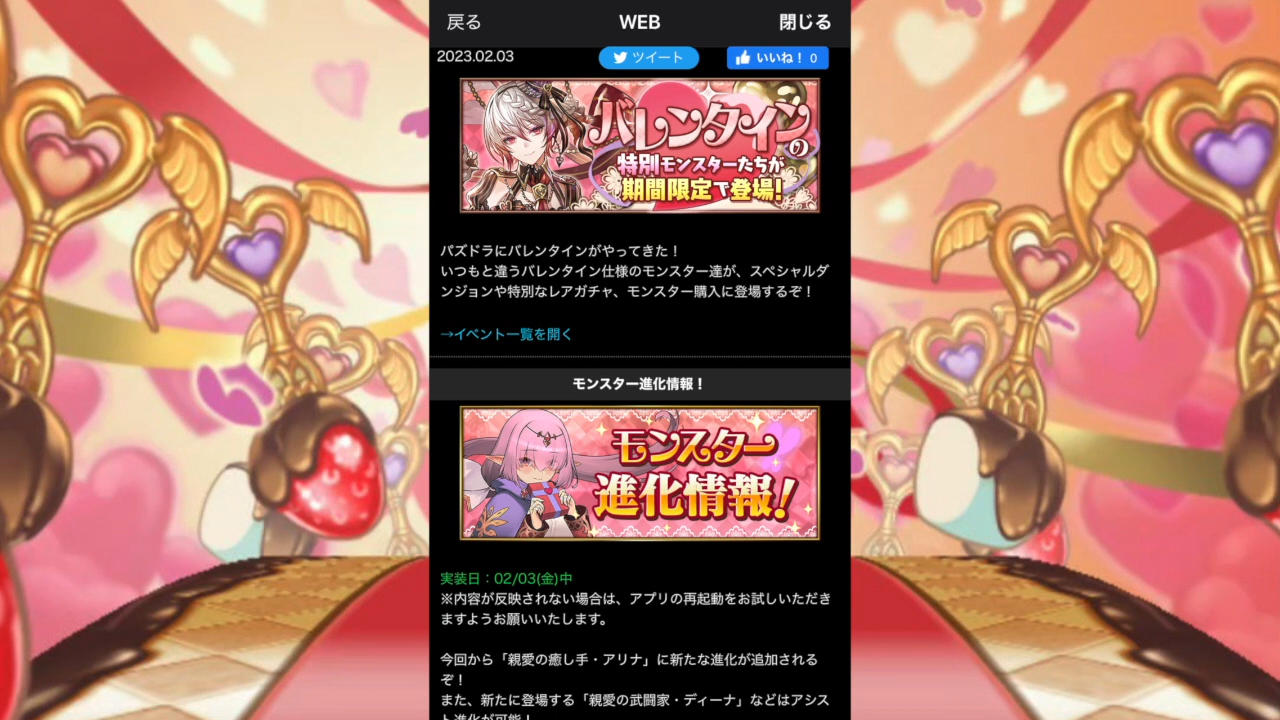 戻る WEB 閉じる
2023.02.03 ツイート いいね！ 0
バレンタインの
特別モンスターたちが
期間限定で登場!
パズドラにバレンタインがやってきた！
いつもと違うバレンタイン仕様のモンスター達が、スペシャルダ
ンジョンや特別なレアガチャ、モンスター購入に登場するぞ！
→イベント一覧を開く
モンスター進化情報！
モンスター
進化情報!
実装日：02/03(金)中
※内容が反映されない場合は、アプリの再起動をお試しいただき
ますようお願いいたします。
今回から「親愛の癒し手・アリナ」に新たな進化が追加される
ぞ！
また、新たに登場する「親愛の武闘家・ディーナ」などはアシス
ト進化が可能！